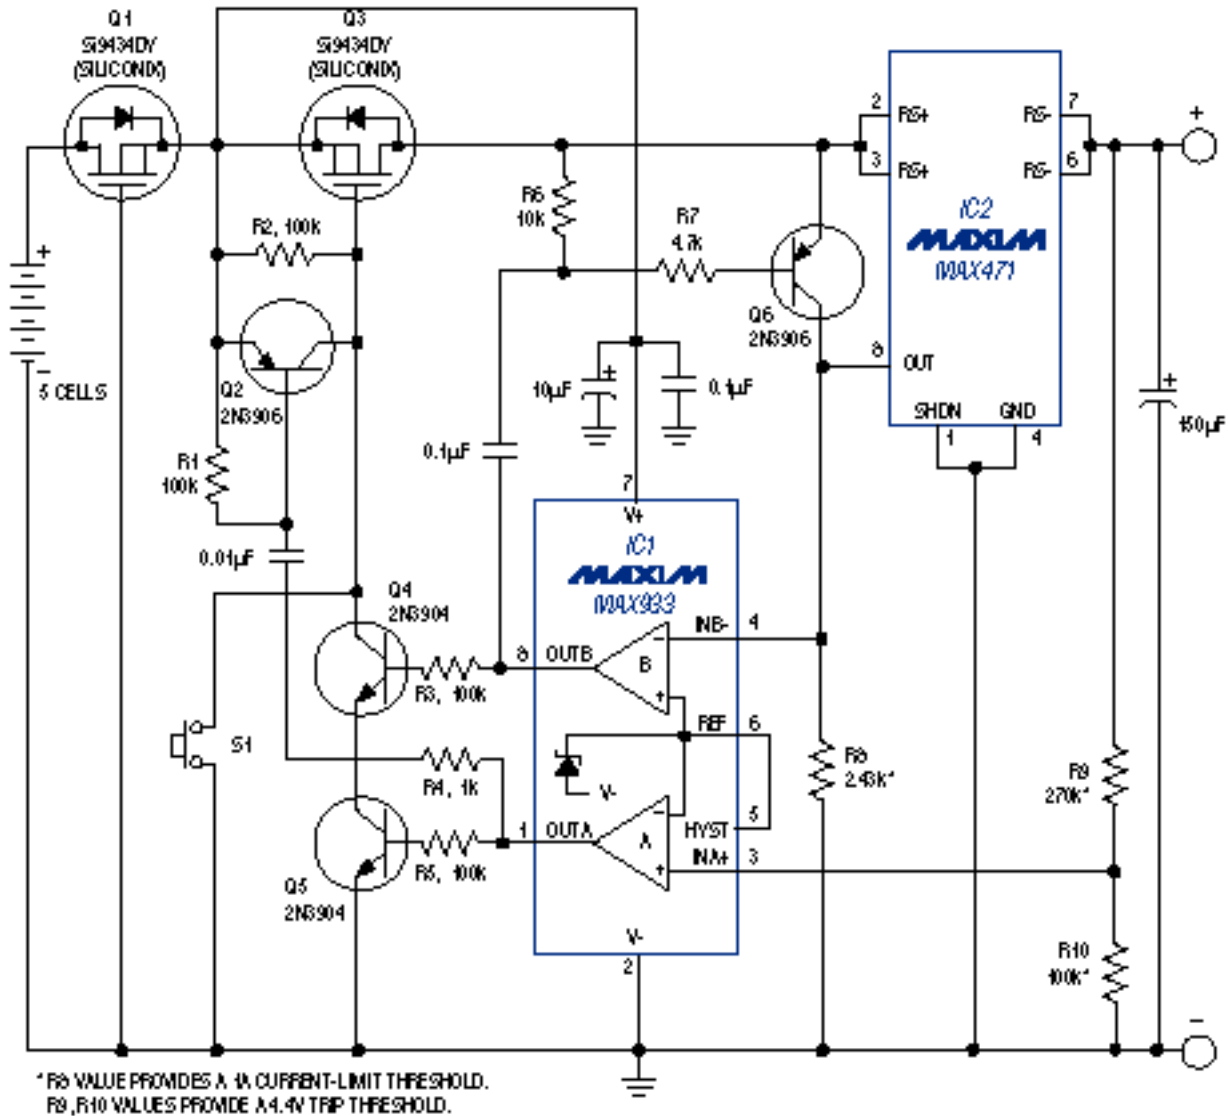 Q1
Si9434DY
(SILICONIX)
Q3
Si9434DY
(SILICONIX)
2
RS+
RS-
7
+
3
RS+
RS-
6
R6
10k
R7
4.7k
IC2
MAXIM
MAX471
R2, 100k
+
-
5 CELLS
Q2
2N3906
Q6
2N3906
8
OUT
SHDN
GND
1
4
+
10µF
0.1µF
+
150µF
0.1µF
R1
100k
0.01µF
7
V+
IC1
MAXIM
MAX933
Q4
2N3904
R3, 100k
8
OUTB
B
-
+
INB-
4
REF
6
S1
R4, 1k
V-
R8
2.43k*
R9
270k*
HYST
5
1
OUTA
A
-
+
INA+
3
R5, 100k
Q5
2N3904
V-
2
R10
100k*
-
*R8 VALUE PROVIDES A 1A CURRENT-LIMIT THRESHOLD.
R9, R10 VALUES PROVIDE A 4.4V TRIP THRESHOLD.